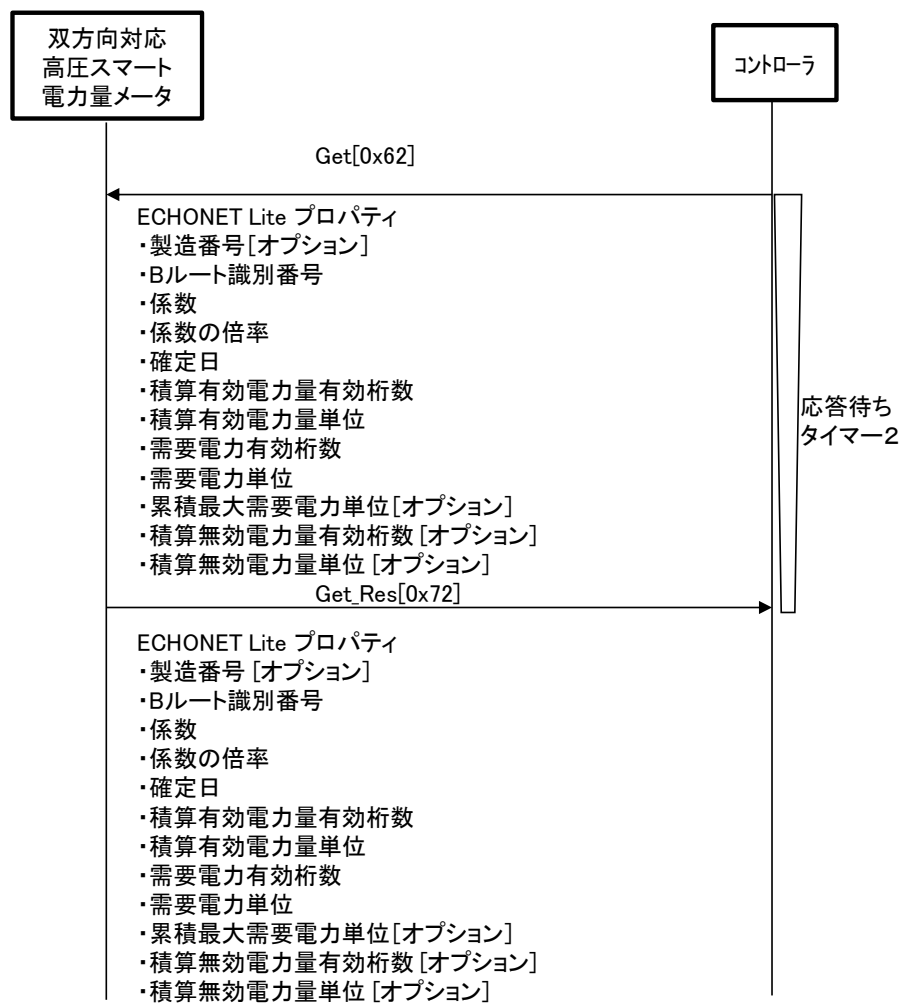 双方向対応
高圧スマート
電力量メータ
コントローラ
Get[0x62]
ECHONET Lite プロパティ
・製造番号[オプション]
・Bルート識別番号
・係数
・係数の倍率
・確定日
・積算有効電力量有効桁数
・積算有効電力量単位
・需要電力有効桁数
・需要電力単位
・累積最大需要電力単位[オプション]
・積算無効電力量有効桁数 [オプション]
・積算無効電力量単位 [オプション]
応答待ち
タイマー２
Get_Res[0x72]
ECHONET Lite プロパティ
・製造番号 [オプション]
・Bルート識別番号
・係数
・係数の倍率
・確定日
・積算有効電力量有効桁数
・積算有効電力量単位
・需要電力有効桁数
・需要電力単位
・累積最大需要電力単位[オプション]
・積算無効電力量有効桁数 [オプション]
・積算無効電力量単位 [オプション]